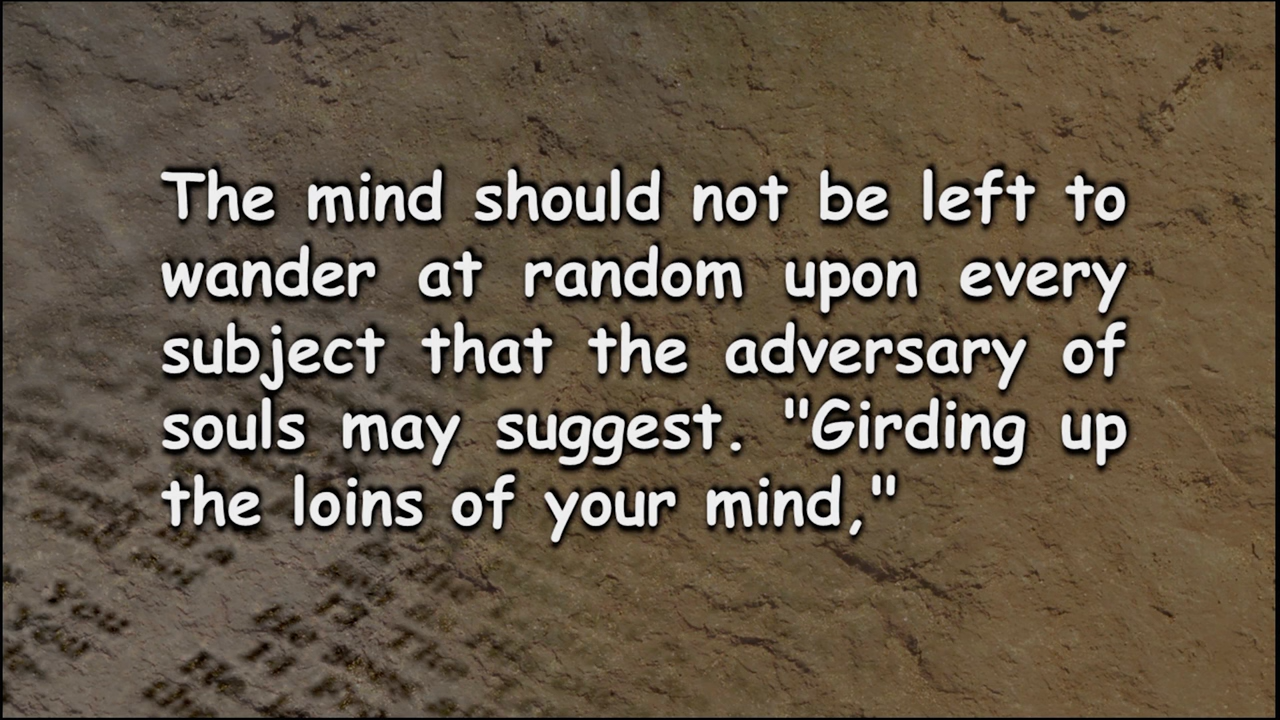 The mind should not be left to
wander at random upon every
subject that the adversary of
souls may suggest. "Girding up
the loins of your mind,"